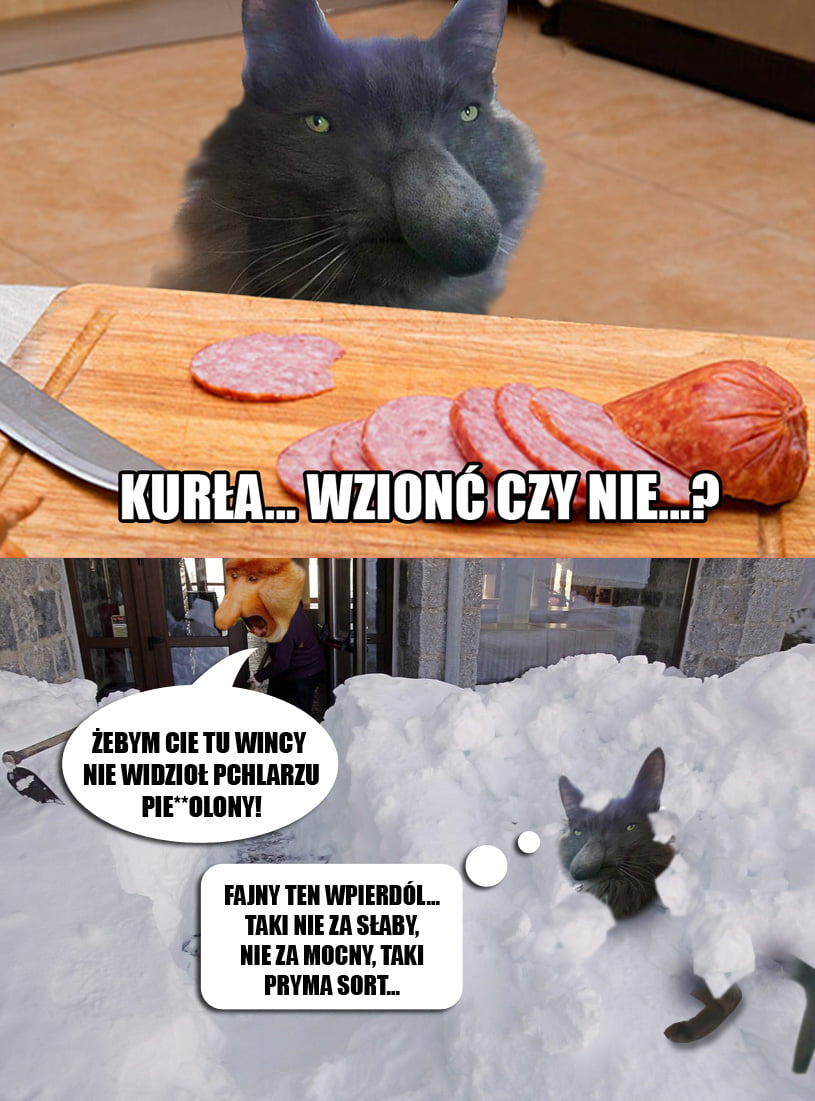 KURŁA... WZIONĆ CZY NIE...?
ŻEBYM CIE TU WINCY
NIE WIDZIOŁ PCHLARZU
PIE**OLONY!
FAJNY TEN WPIERDÓL...
TAKI NIE ZA SŁABY,
NIE ZA MOCNY, TAKI
PRYMA SORT...